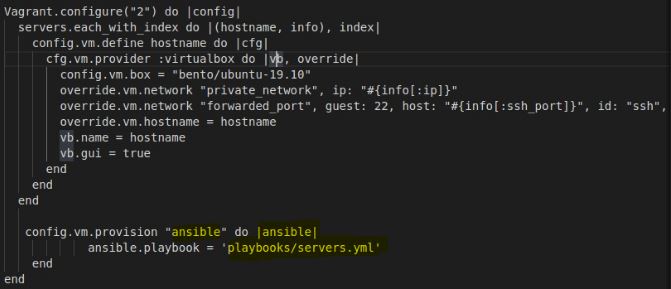 Vagrant.configure("2") do |config|
  servers.each_with_index do |(hostname, info), index|
    config.vm.define hostname do |cfg|
      cfg.vm.provider :virtualbox do |vb, override|
        config.vm.box = "bento/ubuntu-19.10"
        override.vm.network "private_network", ip: "#{info[:ip]}"
        override.vm.network "forwarded_port", guest: 22, host: "#{info[:ssh_port]}", id: "ssh",
        override.vm.hostname = hostname
        vb.name = hostname
        vb.gui = true
      end
    end
  end

   config.vm.provision "ansible" do |ansible|
            ansible.playbook = 'playbooks/servers.yml'
    end
end